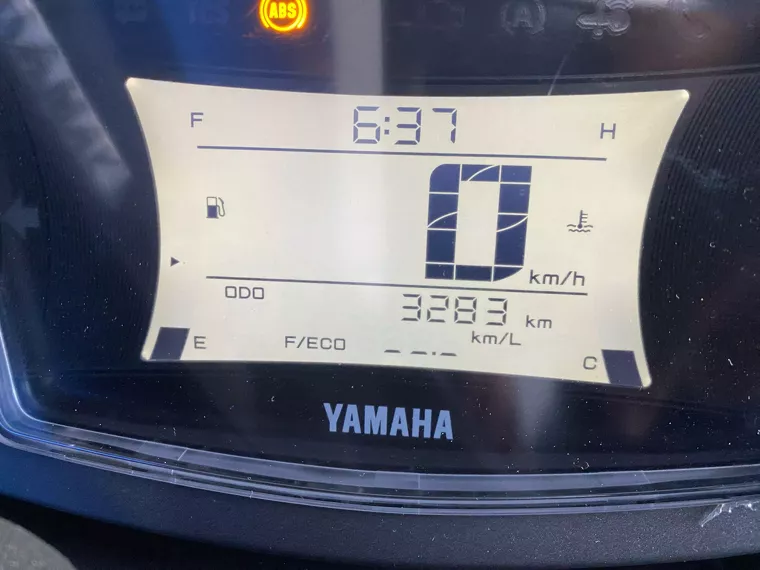 ABS
A
F 6:37 H
0 km/h
ODO 3283 km
km/L
E F/ECO C
YAMAHA